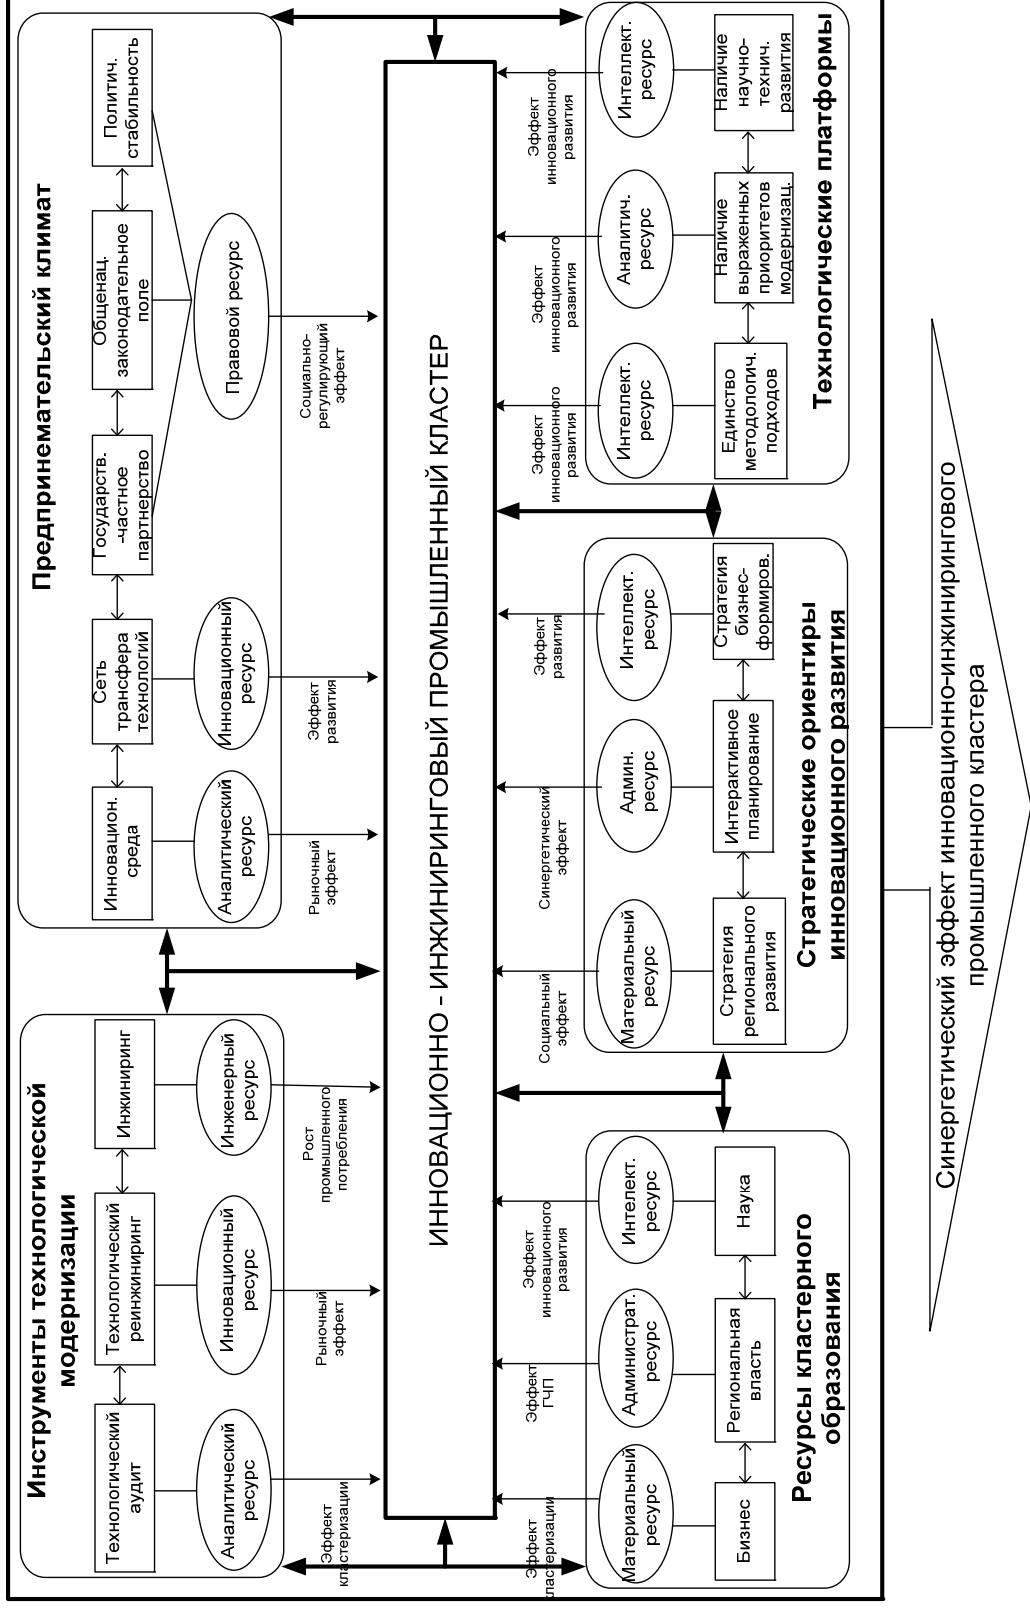 Инструменты технологической
модернизации
Технологический
аудит
Технологический
реинжиниринг
Инжиниринг
Аналитический
ресурс
Инновационный
ресурс
Инженерный
ресурс
Эффект
кластеризации
Рыночный
эффект
Рост
промышленного
потребления
Предпринемательский климат
Инновацион.
среда
Сеть
трансфера
технологий
Государств.
-частное
партнерство
Общенац.
законодательное
поле
Политич.
стабильность
Аналитический
ресурс
Инновационный
ресурс
Правовой ресурс
Рыночный
эффект
Эффект
развития
Социально-
регулирующий
эффект
ИННОВАЦИОННО - ИНЖИНИРИНГОВЫЙ ПРОМЫШЛЕННЫЙ КЛАСТЕР
Эффект
кластеризации
Эффект
ГЧП
Эффект
инновационного
развития
Материальный
ресурс
Администрат.
ресурс
Интелект.
ресурс
Бизнес
Региональная
власть
Наука
Ресурсы кластерного
образования
Социальный
эффект
Синергетический
эффект
Эффект
развития
Материальный
ресурс
Админ.
ресурс
Интеллект.
ресурс
Стратегия
регионального
развития
Интерактивное
планирование
Стратегия
бизнес-
формиров.
Стратегические ориентиры
инновационного развития
Эффект
инновационного
развития
Эффект
инновационного
развития
Эффект
инновационного
развития
Интеллект.
ресурс
Аналитич.
ресурс
Интеллект.
ресурс
Единство
методологич.
подходов
Наличие
выраженных
приоритетов
модернизац.
Наличие
научно-
технич.
развития
Технологические платформы
Синергетический эффект инновационно-инжинирингового
промышленного кластера